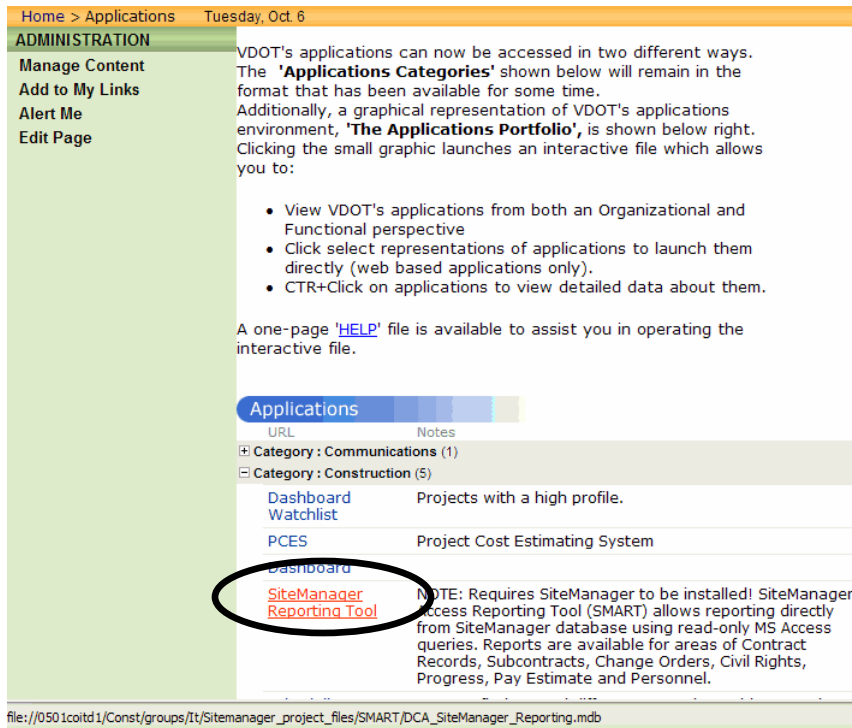 Home > Applications Tuesday, Oct. 6
ADMINISTRATION
Manage Content
Add to My Links
Alert Me
Edit Page
VDOT's applications can now be accessed in two different ways.
The 'Applications Categories' shown below will remain in the
format that has been available for some time.
Additionally, a graphical representation of VDOT's applications
environment, 'The Applications Portfolio', is shown below right.
Clicking the small graphic launches an interactive file which allows
you to:
• View VDOT's applications from both an Organizational and
Functional perspective
• Click select representations of applications to launch them
directly (web based applications only).
• CTR+Click on applications to view detailed data about them.
A one-page 'HELP' file is available to assist you in operating the
interactive file.
Applications
URL Notes
Category : Communications (1)
Category : Construction (5)
Dashboard Projects with a high profile.
Watchlist
PCES Project Cost Estimating System
Dashboard
SiteManager NOTE: Requires SiteManager to be installed! SiteManager
Reporting Tool Access Reporting Tool (SMART) allows reporting directly
from SiteManager database using read-only MS Access
queries. Reports are available for areas of Contract
Records, Subcontracts, Change Orders, Civil Rights,
Progress, Pay Estimate and Personnel.
file://0501coitd1/Const/groups/It/Sitemanager_project_files/SMART/DCA_SiteManager_Reporting.mdb